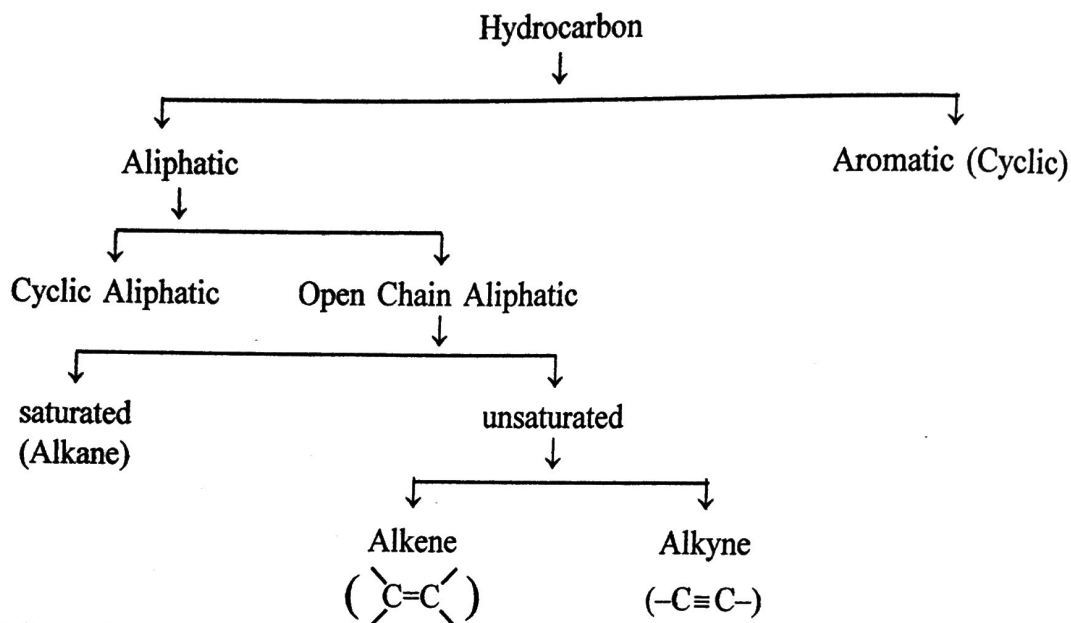 Hydrocarbon
Aliphatic
Aromatic (Cyclic)
Cyclic Aliphatic
Open Chain Aliphatic
saturated
(Alkane)
unsaturated
Alkene
Alkyne
(C=C)
(–C≡C–)